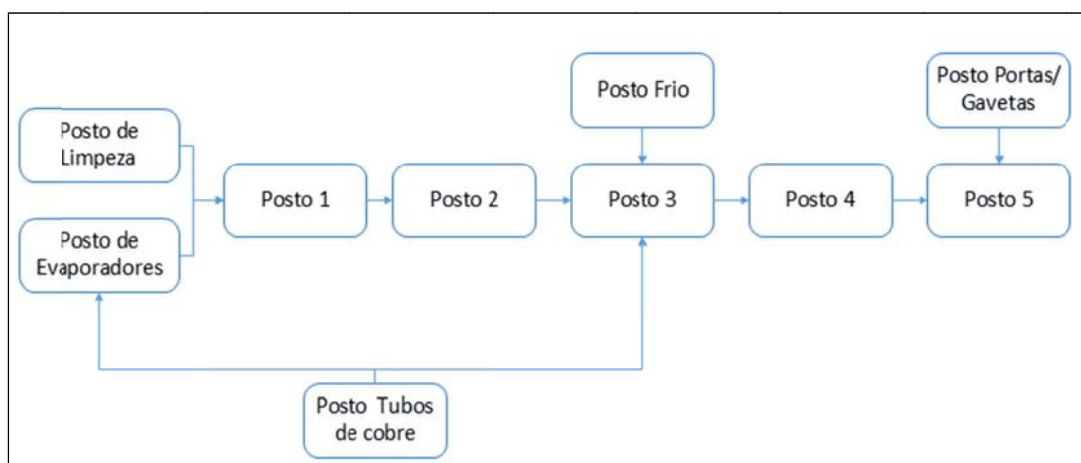 Posto Frio
Posto Portas/
Gavetas
Posto de
Limpeza
Posto 1
Posto 2
Posto 3
Posto 4
Posto 5
Posto de
Evaporadores
Posto Tubos
de cobre